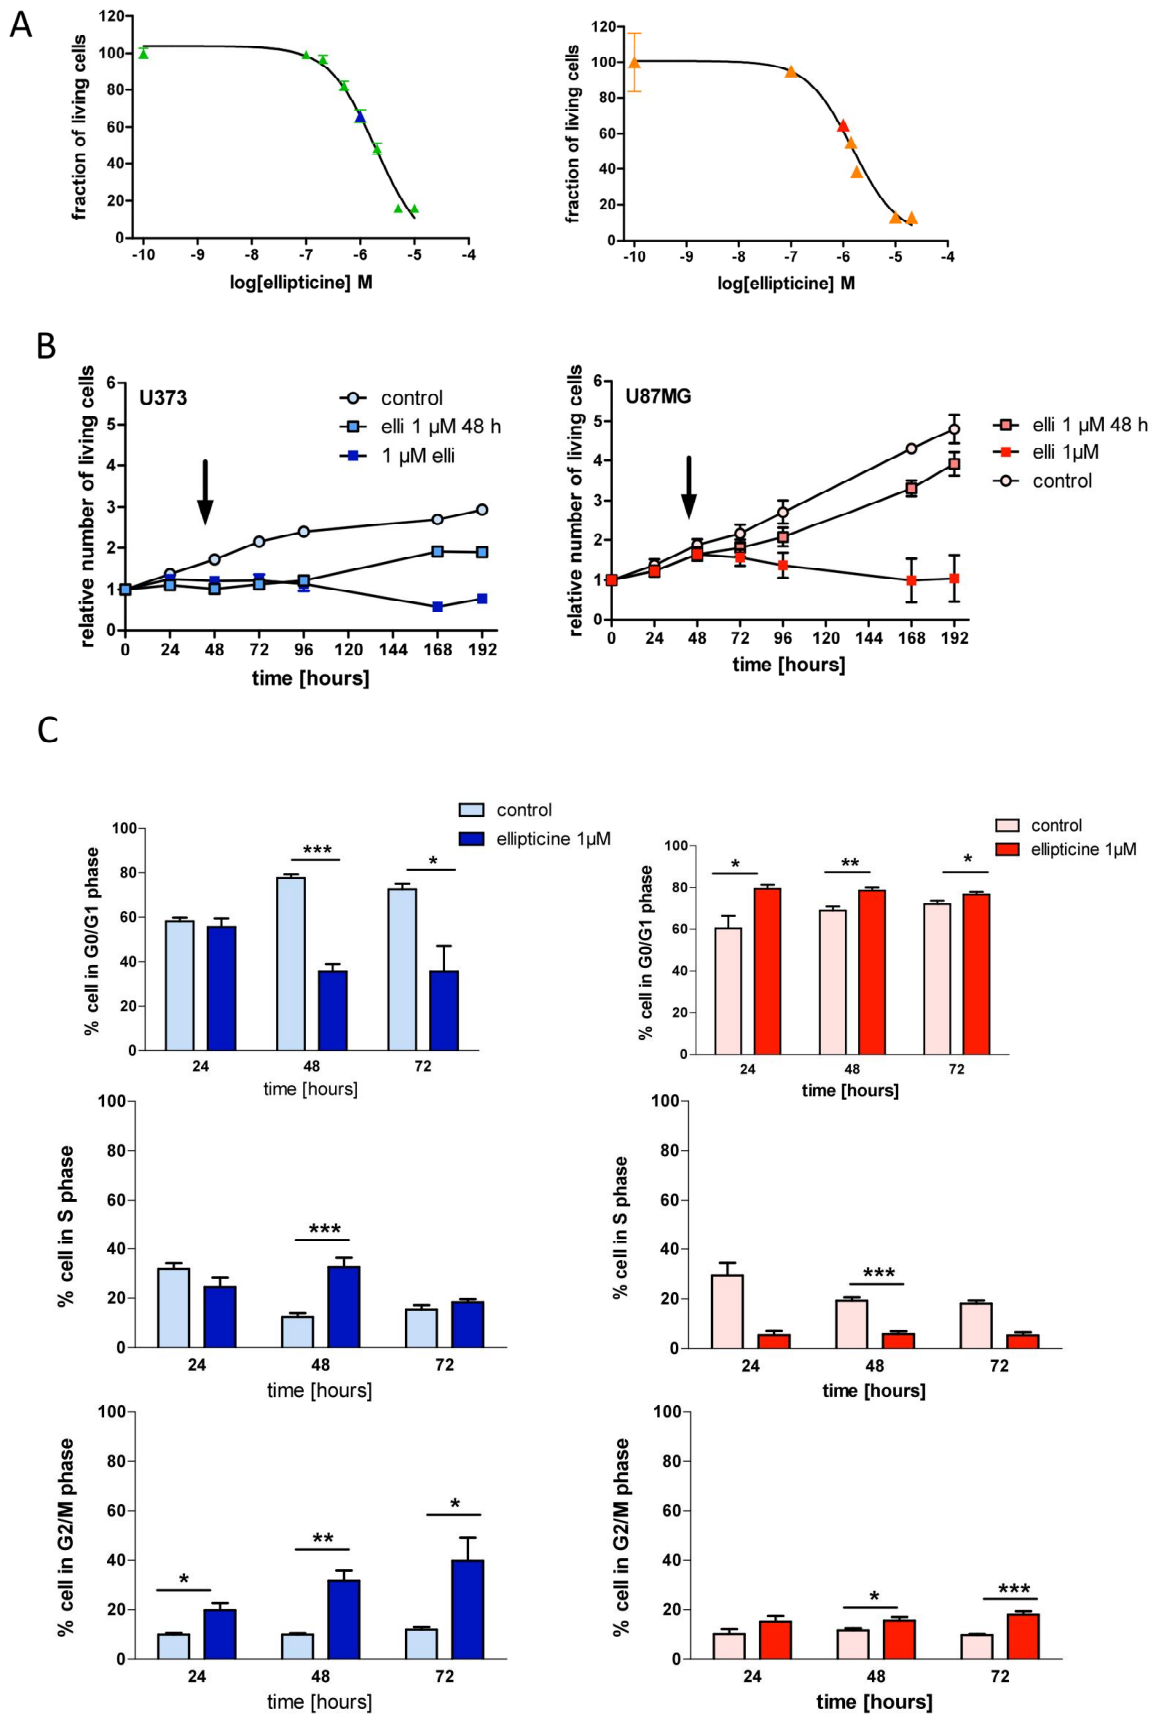 A
120
100
80
60
40
20
0
fraction of living cells
-10 -9 -8 -7 -6 -5 -4
log[ellipticine] M
120
100
80
60
40
20
0
fraction of living cells
-10 -9 -8 -7 -6 -5 -4
log[ellipticine] M
B
6
5
4
3
2
1
0
relative number of living cells
U373
control
elli 1 µM 48 h
1 µM elli
0 24 48 72 96 120 144 168 192
time [hours]
6
5
4
3
2
1
0
relative number of living cells
U87MG
elli 1 µM 48 h
elli 1µM
control
0 24 48 72 96 120 144 168 192
time [hours]
C
control
ellipticine 1µM
100
80
60
40
20
0
% cell in G0/G1 phase
*** *
24 48 72
time [hours]
control
ellipticine 1µM
100
80
60
40
20
0
% cell in G0/G1 phase
* ** *
24 48 72
time [hours]
100
80
60
40
20
0
% cell in S phase
***
24 48 72
time [hours]
100
80
60
40
20
0
% cell in S phase
***
24 48 72
time [hours]
100
80
60
40
20
0
% cell in G2/M phase
* ** *
24 48 72
time [hours]
100
80
60
40
20
0
% cell in G2/M phase
* ***
24 48 72
time [hours]